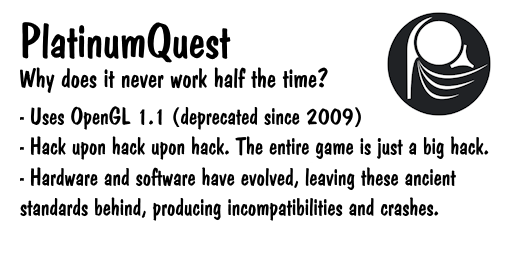 PlatinumQuest
Why does it never work half the time?
- Uses OpenGL 1.1 (deprecated since 2009)
- Hack upon hack upon hack. The entire game is just a big hack.
- Hardware and software have evolved, leaving these ancient
standards behind, producing incompatibilities and crashes.